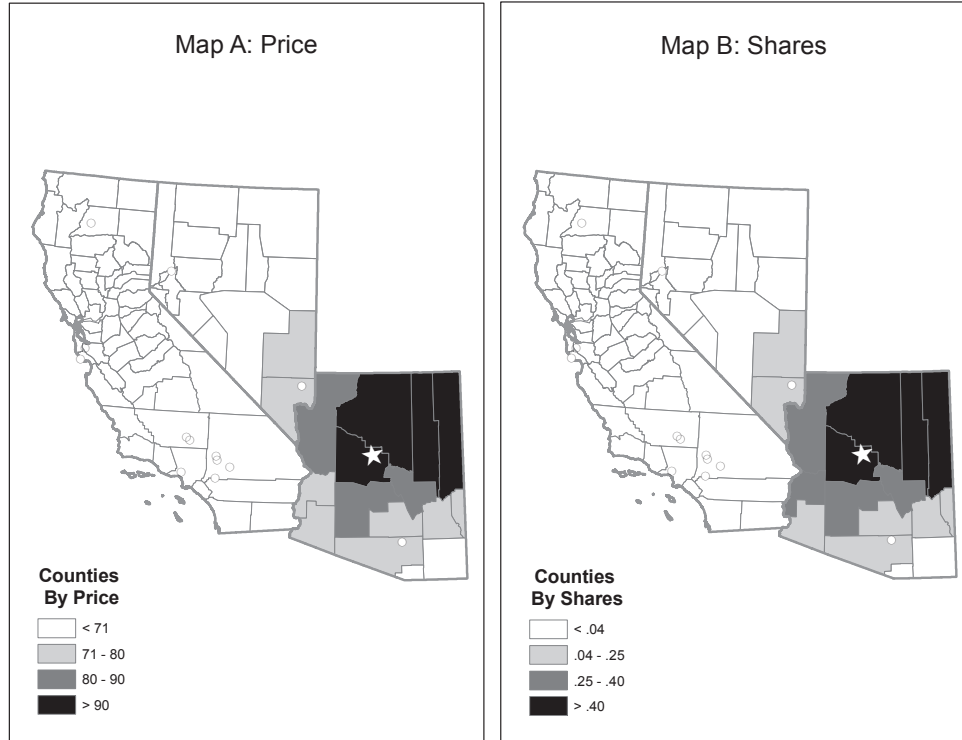 Map A: Price
Counties
By Price
< 71
71 - 80
80 - 90
> 90
Map B: Shares
Counties
By Shares
< .04
.04 - .25
.25 - .40
> .40